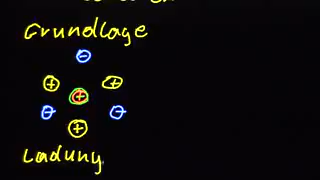 Grundlage
-
+ + +
- -
+
Ladung